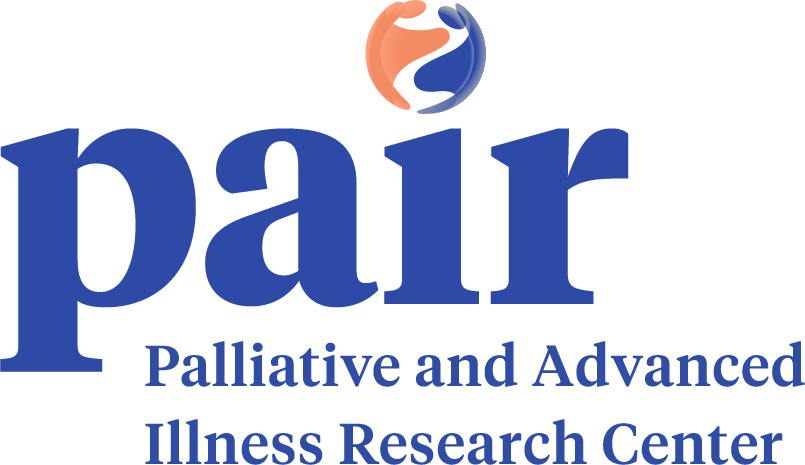 pair
Palliative and Advanced
Illness Research Center